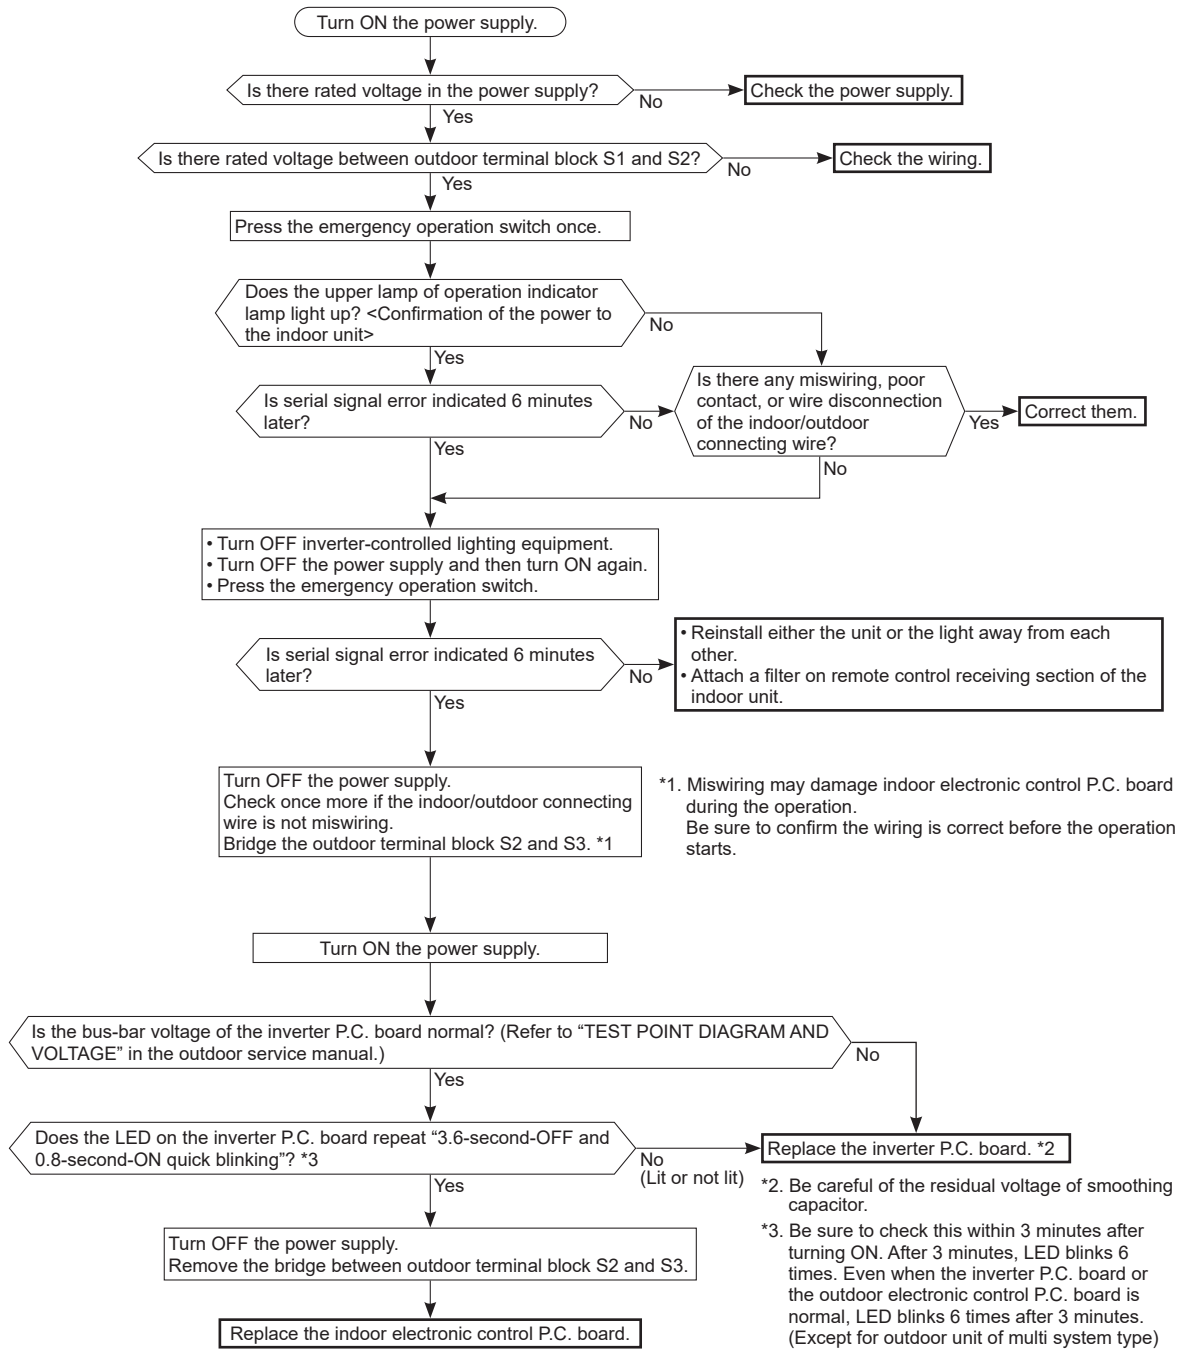 Turn ON the power supply.
Is there rated voltage in the power supply?
No
Check the power supply.
Yes
Is there rated voltage between outdoor terminal block S1 and S2?
No
Check the wiring.
Yes
Press the emergency operation switch once.
Does the upper lamp of operation indicator
lamp light up? <Confirmation of the power to
the indoor unit>
No
Yes
Is serial signal error indicated 6 minutes
later?
No
Is there any miswiring, poor
contact, or wire disconnection
of the indoor/outdoor
connecting wire?
Yes
Correct them.
Yes
No
• Turn OFF inverter-controlled lighting equipment.
• Turn OFF the power supply and then turn ON again.
• Press the emergency operation switch.
Is serial signal error indicated 6 minutes
later?
No
• Reinstall either the unit or the light away from each
other.
• Attach a filter on remote control receiving section of the
indoor unit.
Yes
Turn OFF the power supply.
Check once more if the indoor/outdoor connecting
wire is not miswiring.
Bridge the outdoor terminal block S2 and S3. *1
*1. Miswiring may damage indoor electronic control P.C. board
during the operation.
Be sure to confirm the wiring is correct before the operation
starts.
Turn ON the power supply.
Is the bus-bar voltage of the inverter P.C. board normal? (Refer to “TEST POINT DIAGRAM AND
VOLTAGE” in the outdoor service manual.)
No
Yes
Does the LED on the inverter P.C. board repeat “3.6-second-OFF and
0.8-second-ON quick blinking”? *3
No
(Lit or not lit)
Replace the inverter P.C. board. *2
Yes
*2. Be careful of the residual voltage of smoothing
capacitor.
*3. Be sure to check this within 3 minutes after
turning ON. After 3 minutes, LED blinks 6
times. Even when the inverter P.C. board or
the outdoor electronic control P.C. board is
normal, LED blinks 6 times after 3 minutes.
(Except for outdoor unit of multi system type)
Turn OFF the power supply.
Remove the bridge between outdoor terminal block S2 and S3.
Replace the indoor electronic control P.C. board.